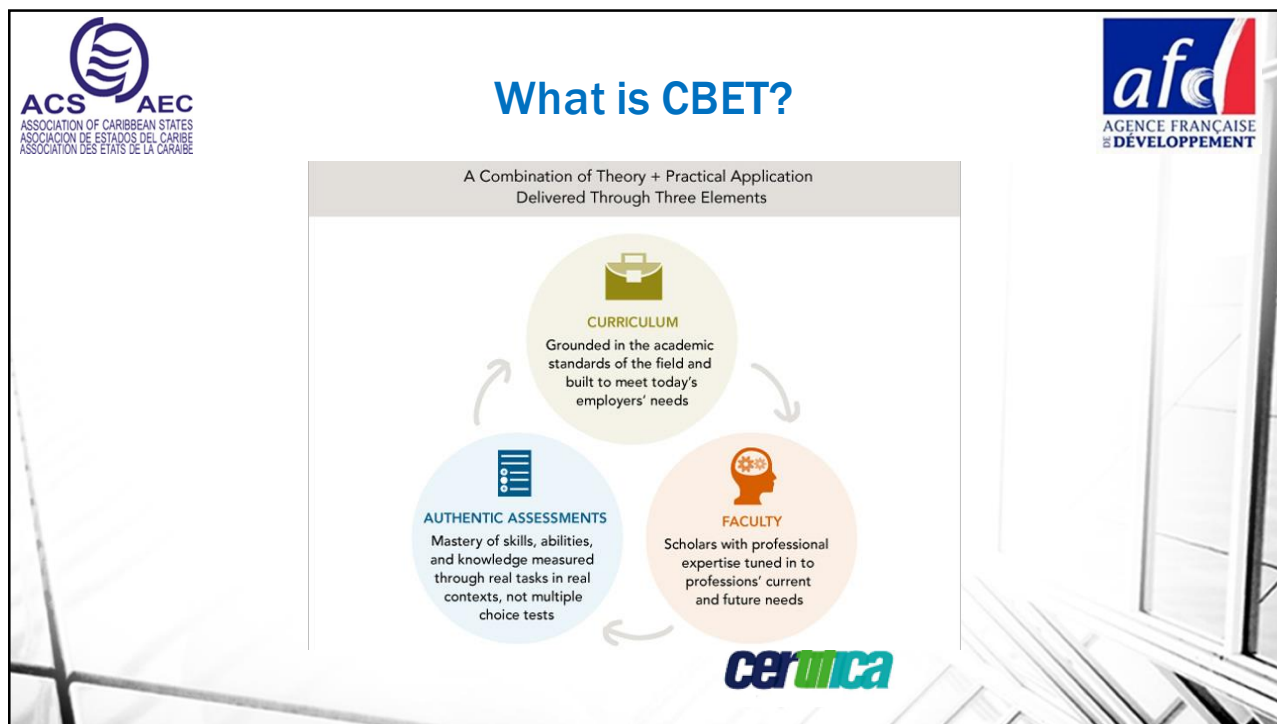 ACS AEC
ASSOCIATION OF CARIBBEAN STATES
ASOCIACION DE ESTADOS DEL CARIBE
ASSOCIATION DES ETATS DE LA CARAIBE
What is CBET?
afd
AGENCE FRANÇAISE
DE DÉVELOPPEMENT
A Combination of Theory + Practical Application
Delivered Through Three Elements
CURRICULUM
Grounded in the academic
standards of the field and
built to meet today's
employers' needs
AUTHENTIC ASSESSMENTS
Mastery of skills, abilities,
and knowledge measured
through real tasks in real
contexts, not multiple
choice tests
FACULTY
Scholars with professional
expertise tuned in to
professions' current
and future needs